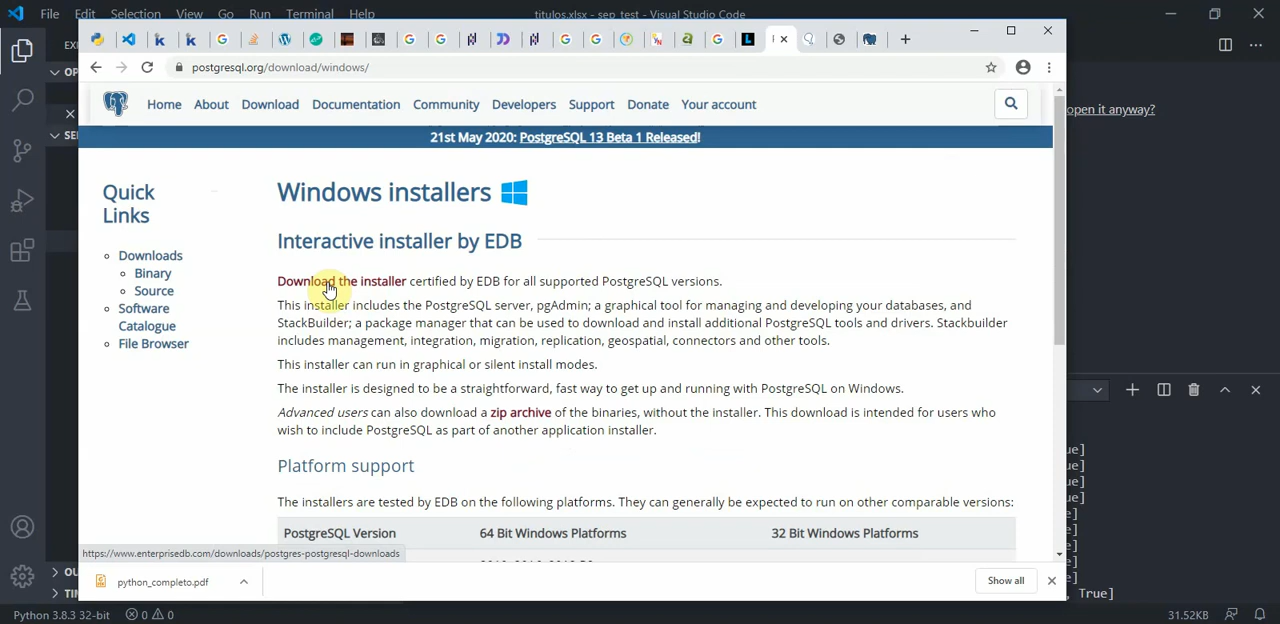 File Edit Selection View Go Run Terminal Help
titulos.xlsx - sep_test - Visual Studio Code
postgresql.org/download/windows/
Home About Download Documentation Community Developers Support Donate Your account
21st May 2020: PostgreSQL 13 Beta 1 Released!
open it anyway?
Quick
Links
Downloads
Binary
Source
Software
Catalogue
File Browser
Windows installers
Interactive installer by EDB
Download the installer certified by EDB for all supported PostgreSQL versions.
This installer includes the PostgreSQL server, pgAdmin; a graphical tool for managing and developing your databases, and
StackBuilder; a package manager that can be used to download and install additional PostgreSQL tools and drivers. Stackbuilder
includes management, integration, migration, replication, geospatial, connectors and other tools.
This installer can run in graphical or silent install modes.
The installer is designed to be a straightforward, fast way to get up and running with PostgreSQL on Windows.
Advanced users can also download a zip archive of the binaries, without the installer. This download is intended for users who
wish to include PostgreSQL as part of another application installer.
Platform support
The installers are tested by EDB on the following platforms. They can generally be expected to run on other comparable versions:
PostgreSQL Version 64 Bit Windows Platforms 32 Bit Windows Platforms
https://www.enterprisedb.com/downloads/postgres-postgresql-downloads
python_completo.pdf
Show all
, True]
Python 3.8.3 32-bit
0
0
31.52KB